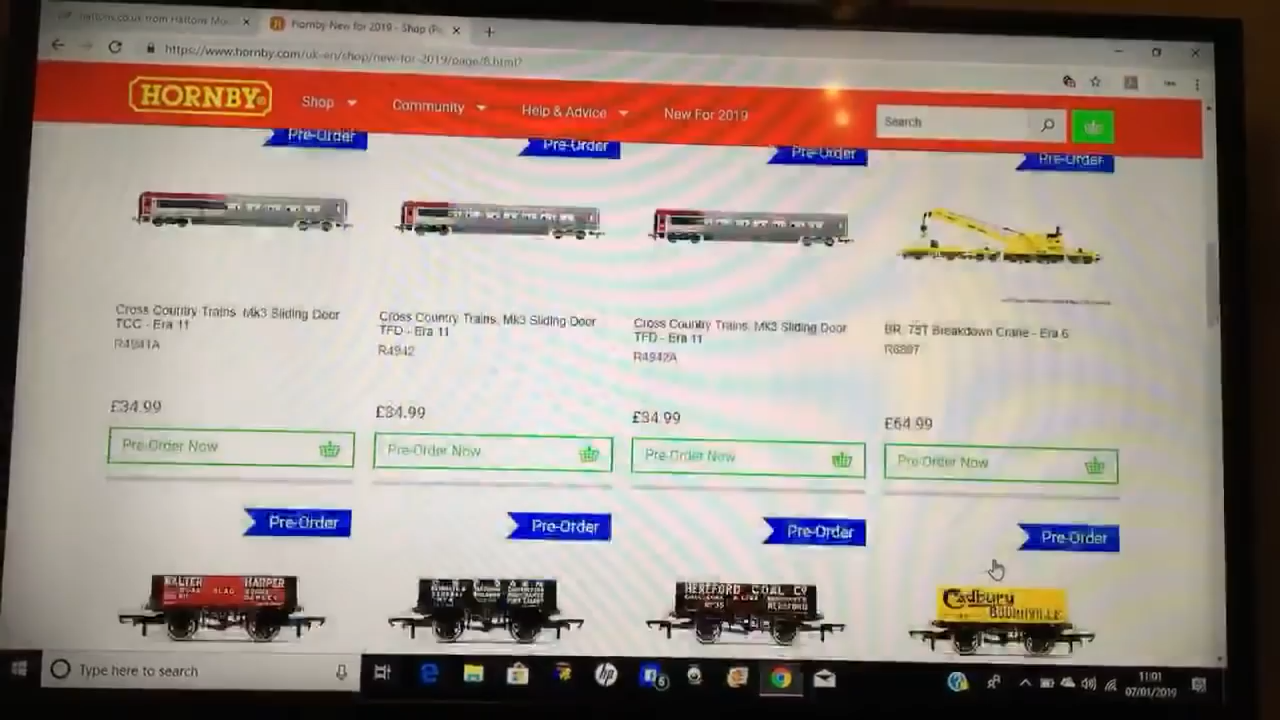 Hornby New for 2019 - Shop
https://www.hornby.com/uk-en/shop/new-for-2019/page/8.html?
HORNBY
Shop
Community
Help & Advice
New For 2019
Search
Pre-Order
Pre-Order
Pre-Order
Pre-Order
Cross Country Trains, Mk3 Sliding Door
TCC - Era 11
R4941A
£34.99
Pre-Order Now
Cross Country Trains, Mk3 Sliding Door
TFD - Era 11
R4942
£34.99
Pre-Order Now
Cross Country Trains, Mk3 Sliding Door
TFD - Era 11
R4942A
£34.99
Pre-Order Now
BR, 75T Breakdown Crane - Era 6
£64.99
Pre-Order Now
Pre-Order
Pre-Order
Pre-Order
Pre-Order
WALTER HARPER
SLAG
HEREFORD COAL CO
HEREFORD
Cadbury
BOURNVILLE
Type here to search
hp
11:01
07/01/2019